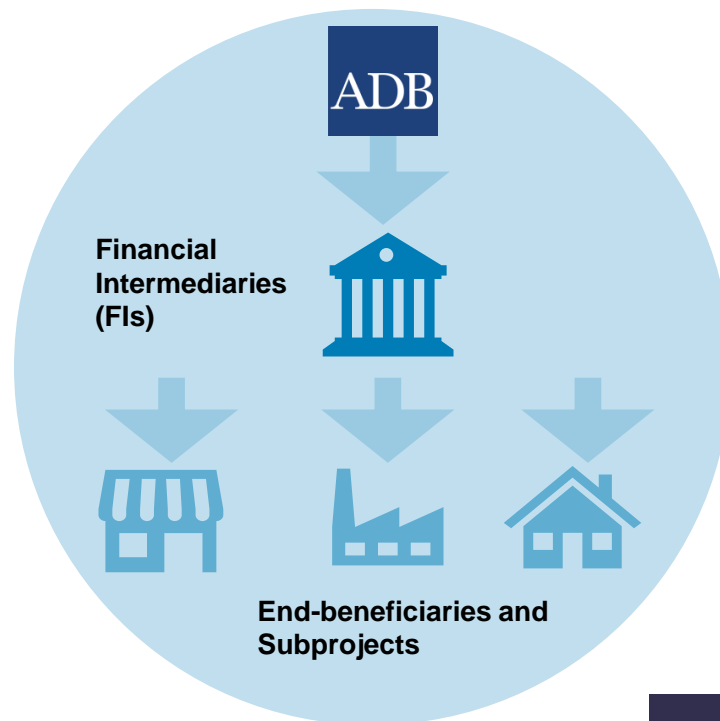 ADB
Financial
Intermediaries
(FIs)
End-beneficiaries and
Subprojects